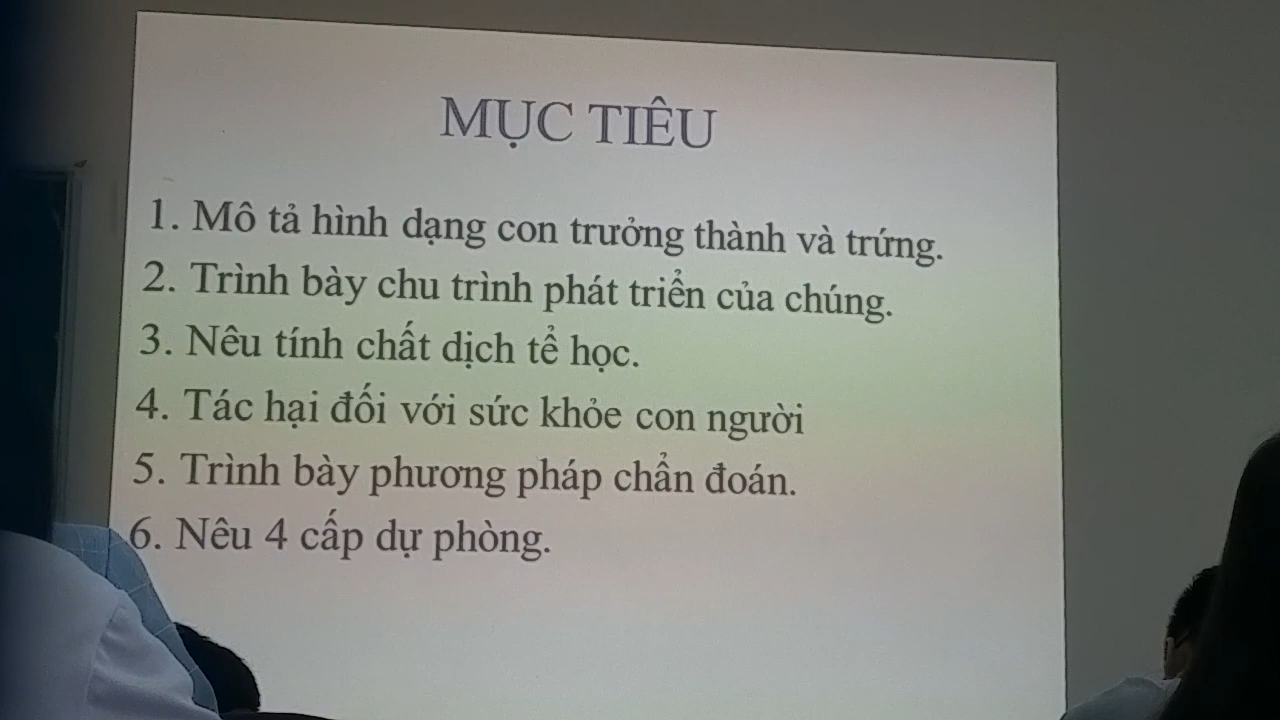 MỤC TIÊU
1. Mô tả hình dạng con trưởng thành và trứng.
2. Trình bày chu trình phát triển của chúng.
3. Nêu tính chất dịch tể học.
4. Tác hại đối với sức khỏe con người
5. Trình bày phương pháp chẩn đoán.
6. Nêu 4 cấp dự phòng.